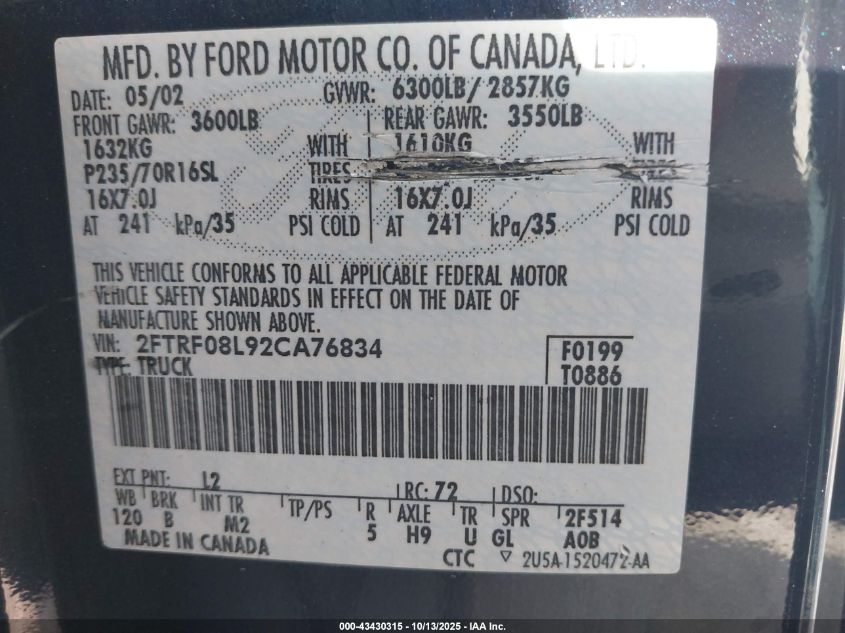 MFD. BY FORD MOTOR CO. OF CANADA, LTD.
DATE: 05/02 GVWR: 6300LB/ 2857KG
FRONT GAWR: 3600LB REAR GAWR: 3550LB
1632KG WITH 1610KG WITH
P235/70R16SL TIRES TIRES
16X7.0J RIMS 16X7.0J RIMS
AT 241 kPa/35 PSI COLD AT 241 kPa/35 PSI COLD
THIS VEHICLE CONFORMS TO ALL APPLICABLE FEDERAL MOTOR
VEHICLE SAFETY STANDARDS IN EFFECT ON THE DATE OF
MANUFACTURE SHOWN ABOVE.
VIN: 2FTRF08L92CA76834 F0199
TYPE: TRUCK T0886
EXT PNT: L2 RC: 72 DSO:
WB BRK INT TR TP/PS R AXLE TR SPR 2F514
120 B M2 5 H9 U GL AOB
MADE IN CANADA CTC ▽ 2U5A-1520472-AA
000-43430315 - 10/13/2025 - IAA Inc.